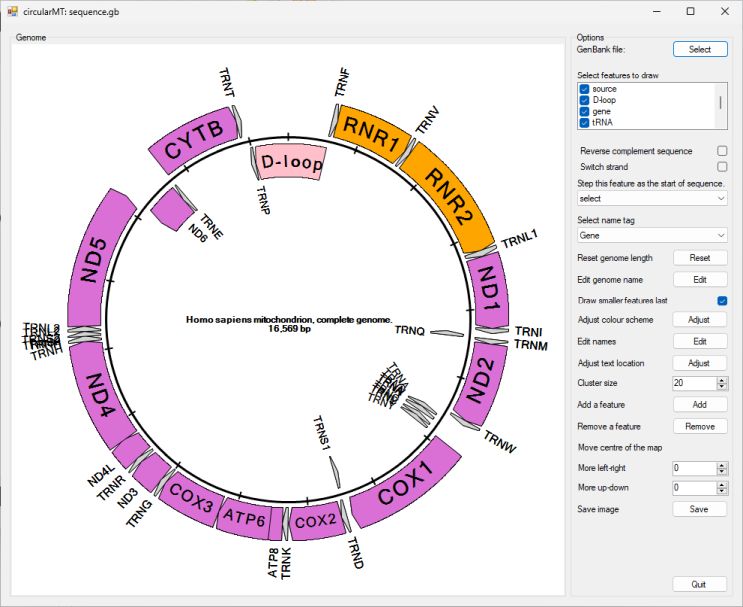 circularMT: sequence.gb
Genome
TRNT
TRNF
CYTB
RNR1
TRNV
D-loop
RNR2
TRNP
TRNE
ND6
TRNL1
ND5
ND1
Homo sapiens mitochondrion, complete genome.
16,569 bp
TRNL2
TRNH
TRNQ
TRNI
TRNM
ND4
ND2
TRNS1
TRNW
ND4L
TRNR
ND3
TRNG
COX3
ATP6
ATP8
TRNK
COX2
TRND
COX1
Options
GenBank file:
Select
Select features to draw
source
D-loop
gene
tRNA
Reverse complement sequence
Switch strand
Step this feature as the start of sequence.
select
Select name tag
Gene
Reset genome length
Reset
Edit genome name
Edit
Draw smaller features last
Adjust colour scheme
Adjust
Edit names
Edit
Adjust text location
Adjust
Cluster size
20
Add a feature
Add
Remove a feature
Remove
Move centre of the map
More left-right
0
More up-down
0
Save image
Save
Quit